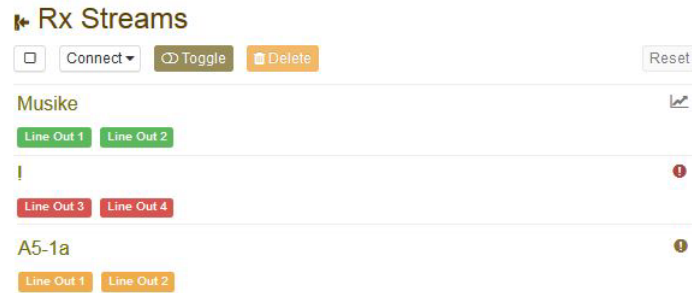 Rx Streams
Connect Toggle Delete Reset
Musike
Line Out 1 Line Out 2
!
Line Out 3 Line Out 4
A5-1a
Line Out 1 Line Out 2